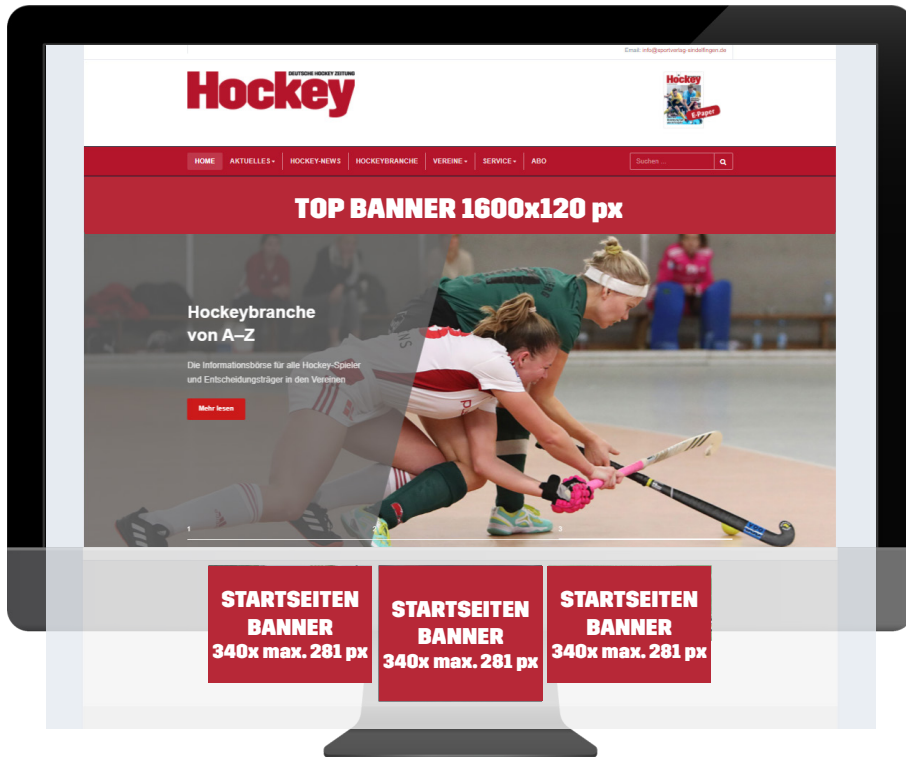 Email: info@sportverlag-sindelfingen.de
DEUTSCHE HOCKEY ZEITUNG
Hockey
Hockey
E-Paper
HOME AKTUELLES HOCKEY-NEWS HOCKEYBRANCHE VEREINE SERVICE ABO Suchen ...
TOP BANNER 1600x120 px
Hockeybranche
von A–Z
Die Informationsbörse für alle Hockey-Spieler
und Entscheidungsträger in den Vereinen
Mehr lesen
1 2 3
STARTSEITEN
BANNER
340x max. 281 px
STARTSEITEN
BANNER
340x max. 281 px
STARTSEITEN
BANNER
340x max. 281 px